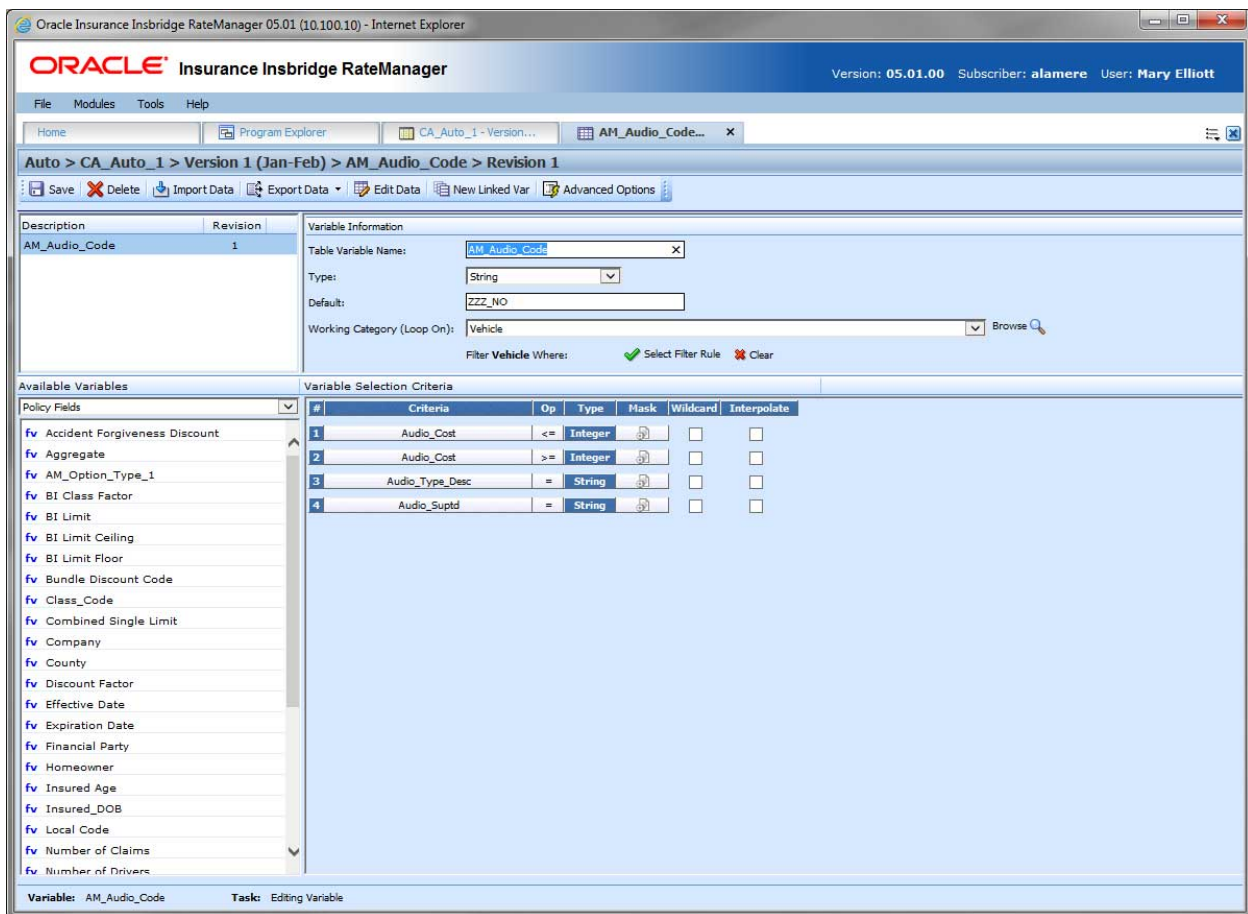 Oracle Insurance Insbridge RateManager 05.01 (10.100.10) - Internet Explorer
ORACLE Insurance Insbridge RateManager
Version: 05.01.00 Subscriber: alamere User: Mary Elliott
File Modules Tools Help
Home Program Explorer CA_Auto_1 - Version... AM_Audio_Code...
Auto > CA_Auto_1 > Version 1 (Jan-Feb) > AM_Audio_Code > Revision 1
Save Delete Import Data Export Data Edit Data New Linked Var Advanced Options
Description Revision
AM_Audio_Code 1
Variable Information
Table Variable Name: AM_Audio_Code
Type: String
Default: ZZZ_NO
Working Category (Loop On): Vehicle Browse
Filter Vehicle Where: Select Filter Rule Clear
Available Variables
Policy Fields
fv Accident Forgiveness Discount
fv Aggregate
fv AM_Option_Type_1
fv BI Class Factor
fv BI Limit
fv BI Limit Ceiling
fv BI Limit Floor
fv Bundle Discount Code
fv Class_Code
fv Combined Single Limit
fv Company
fv County
fv Discount Factor
fv Effective Date
fv Expiration Date
fv Financial Party
fv Homeowner
fv Insured Age
fv Insured_DOB
fv Local Code
fv Number of Claims
fv Number of Drivers
Variable Selection Criteria
# Criteria Op Type Mask Wildcard Interpolate
1 Audio_Cost <= Integer
2 Audio_Cost >= Integer
3 Audio_Type_Desc = String
4 Audio_Suptd = String
Variable: AM_Audio_Code Task: Editing Variable